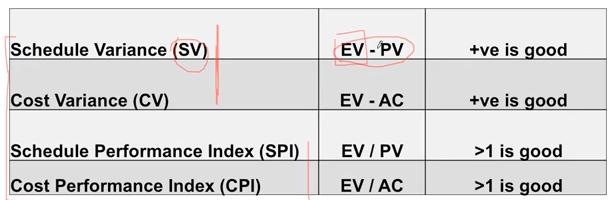 Schedule Variance (SV) EV - PV +ve is good
Cost Variance (CV) EV - AC +ve is good
Schedule Performance Index (SPI) EV / PV >1 is good
Cost Performance Index (CPI) EV / AC >1 is good